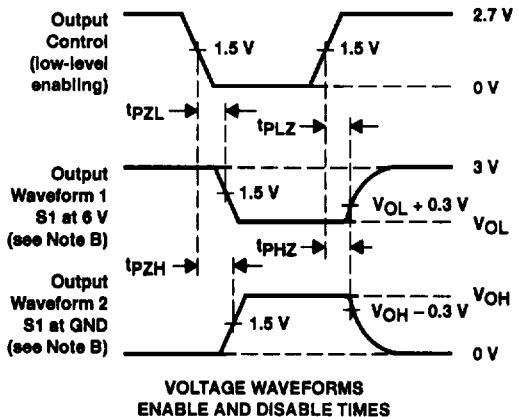 Output
Control
(low-level
enabling)
1.5 V
1.5 V
2.7 V
0 V
tPZL
tPLZ
Output
Waveform 1
S1 at 6 V
(see Note B)
1.5 V
3 V
VOL + 0.3 V
VOL
tPZH
tPHZ
Output
Waveform 2
S1 at GND
(see Note B)
1.5 V
VOH
VOH – 0.3 V
0 V
VOLTAGE WAVEFORMS
ENABLE AND DISABLE TIMES